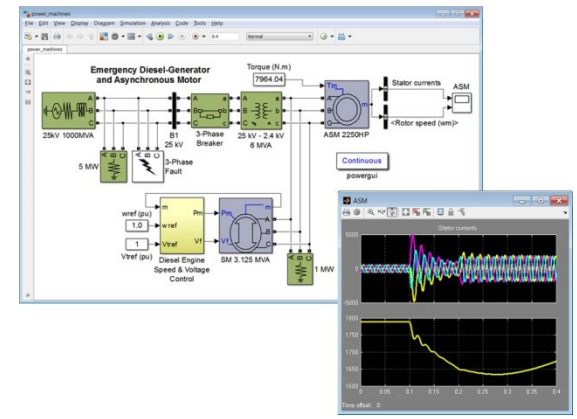 power_machines
File Edit View Display Diagram Simulation Analysis Code Tools Help
0.4
Normal
power_machines
Emergency Diesel-Generator
and Asynchronous Motor
Torque (N.m)
7964.04
Tm
m
Stator currents
ASM
<Rotor speed (wm)>
A
B
C
25kV 1000MVA
B1
25 kV
3-Phase
Breaker
25 kV - 2.4 kV
6 MVA
ASM 2250HP
5 MW
3-Phase
Fault
Continuous
powergui
wref (pu)
1.0
wref
m
Pm
Pm
m
1
Vtref
Vf
Vf_
Vtref (pu)
Diesel Engine
Speed & Voltage
Control
SM 3.125 MVA
1 MW
ASM
Stator currents
5000
0
-5000
1800
1750
1700
1650
1600
0 0.05 0.1 0.15 0.2 0.25 0.3 0.35 0.4
Time offset: 0